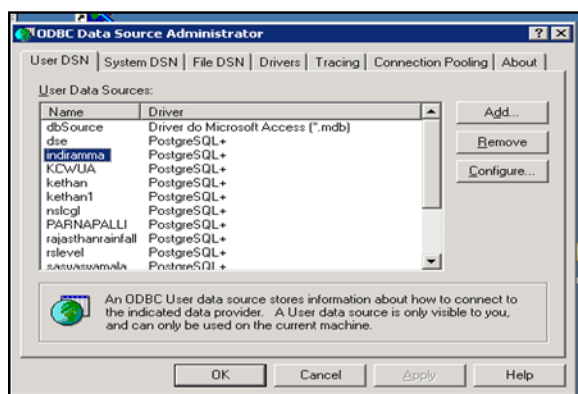 ODBC Data Source Administrator
User DSN System DSN File DSN Drivers Tracing Connection Pooling About
User Data Sources:
Name Driver
dbSource Driver do Microsoft Access (*.mdb)
dse PostgreSQL+
indiramma PostgreSQL+
KCWUA PostgreSQL+
kethan PostgreSQL+
kethan1 PostgreSQL+
nslcgl PostgreSQL+
PARNAPALLI PostgreSQL+
rajasthanrainfall PostgreSQL+
rslevel PostgreSQL+
sasyasyamala PostgreSQL+
Add...
Remove
Configure...
An ODBC User data source stores information about how to connect to
the indicated data provider. A User data source is only visible to you,
and can only be used on the current machine.
OK Cancel Apply Help